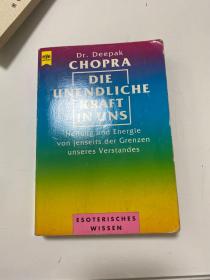 Dr. Deepak
CHOPRA
DIE
UNENDLICHE
KRAFT
IN UNS
Heilung und Energie
von jenseits der Grenzen
unseres Verstandes
ESOTERISCHES
WISSEN